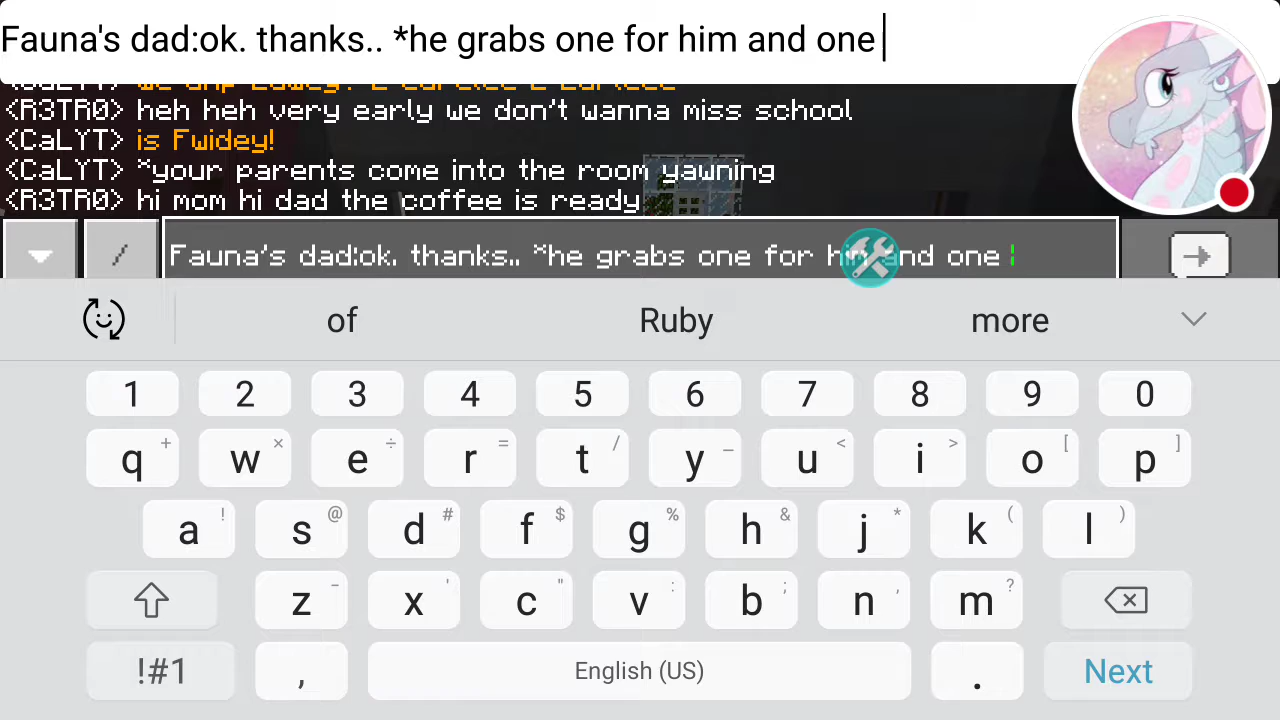 Fauna's dad:ok. thanks.. *he grabs one for him and one
<R3TR0> heh heh very early we don't wanna miss school
<CaLYT> is Fwidey!
<CaLYT> *your parents come into the room yawning
<R3TR0> hi mom hi dad the coffee is ready
/ Fauna's dad:ok. thanks.. *he grabs one for him and one
of Ruby more
1 2 3 4 5 6 7 8 9 0
q + w × e ÷ r = t / y _ u < i > o [ p ]
a ! s @ d # f $ g % h & j * k ( l )
z - x ' c " v : b ; n , m ?
!#1 , English (US) . Next